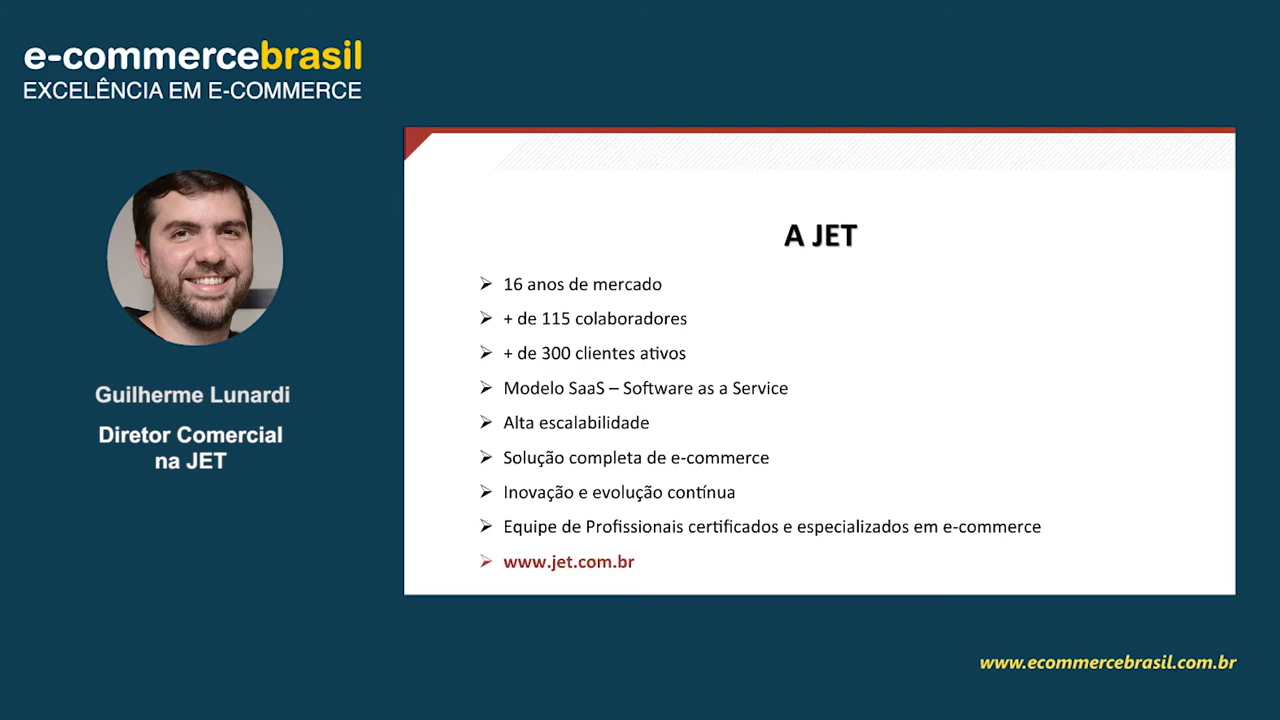 e-commercebrasil
EXCELÊNCIA EM E-COMMERCE
Guilherme Lunardi
Diretor Comercial
na JET
A JET
16 anos de mercado
+ de 115 colaboradores
+ de 300 clientes ativos
Modelo SaaS – Software as a Service
Alta escalabilidade
Solução completa de e-commerce
Inovação e evolução contínua
Equipe de Profissionais certificados e especializados em e-commerce
www.jet.com.br
www.ecommercebrasil.com.br